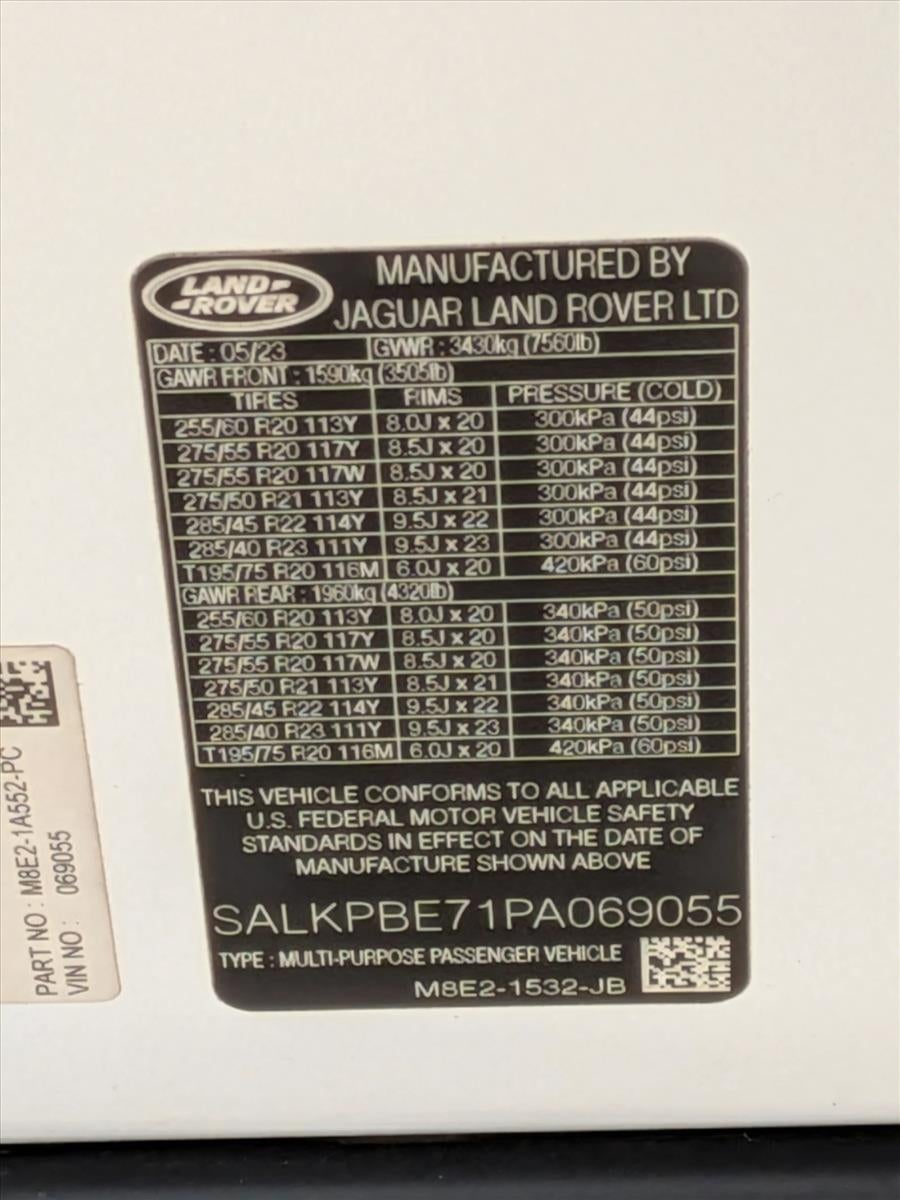 LAND-
-ROVER
MANUFACTURED BY
JAGUAR LAND ROVER LTD
DATE : 05/23 GVWR : 3430kg (7560lb)
GAWR FRONT : 1590kg (3505lb)
TIRES RIMS PRESSURE (COLD)
255/60 R20 113Y 8.0J x 20 300kPa (44psi)
275/55 R20 117Y 8.5J x 20 300kPa (44psi)
275/55 R20 117W 8.5J x 20 300kPa (44psi)
275/50 R21 113Y 8.5J x 21 300kPa (44psi)
285/45 R22 114Y 9.5J x 22 300kPa (44psi)
285/40 R23 111Y 9.5J x 23 300kPa (44psi)
T195/75 R20 116M 6.0J x 20 420kPa (60psi)
GAWR REAR : 1960kg (4320lb)
255/60 R20 113Y 8.0J x 20 340kPa (50psi)
275/55 R20 117Y 8.5J x 20 340kPa (50psi)
275/55 R20 117W 8.5J x 20 340kPa (50psi)
275/50 R21 113Y 8.5J x 21 340kPa (50psi)
285/45 R22 114Y 9.5J x 22 340kPa (50psi)
285/40 R23 111Y 9.5J x 23 340kPa (50psi)
T195/75 R20 116M 6.0J x 20 420kPa (60psi)
THIS VEHICLE CONFORMS TO ALL APPLICABLE
U.S. FEDERAL MOTOR VEHICLE SAFETY
STANDARDS IN EFFECT ON THE DATE OF
MANUFACTURE SHOWN ABOVE
SALKPBE71PA069055
TYPE : MULTI-PURPOSE PASSENGER VEHICLE
M8E2-1532-JB
PART NO : M8E2-1A552-PC
VIN NO : 069055